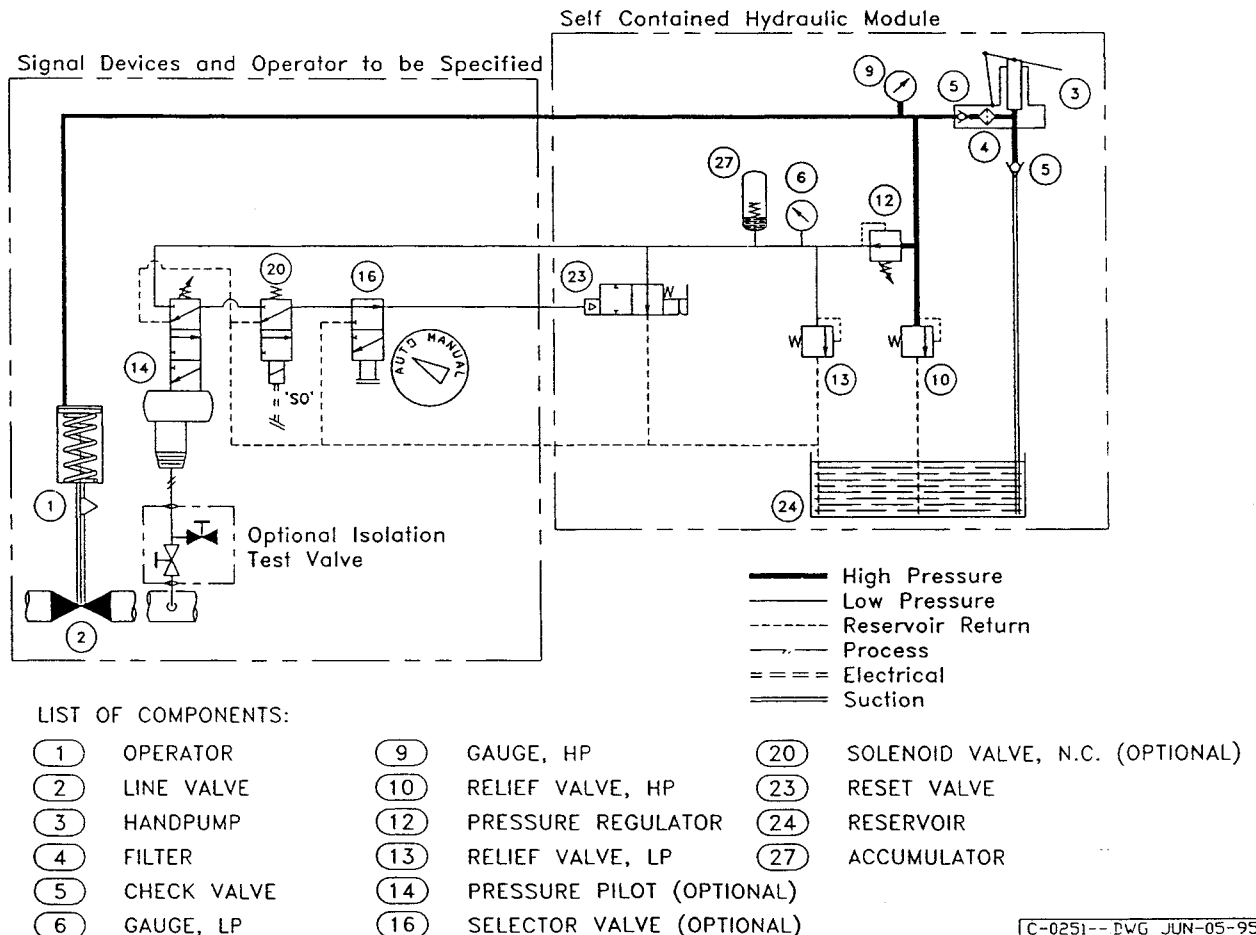 Self Contained Hydraulic Module
Signal Devices and Operator to be Specified
9
5
3
4
5
27
6
12
20
16
23
14
AUTO MANUAL
'SO'
13
10
1
24
Optional Isolation
Test Valve
2
High Pressure
Low Pressure
Reservoir Return
Process
Electrical
Suction
LIST OF COMPONENTS:
1 OPERATOR
2 LINE VALVE
3 HANDPUMP
4 FILTER
5 CHECK VALVE
6 GAUGE, LP
9 GAUGE, HP
10 RELIEF VALVE, HP
12 PRESSURE REGULATOR
13 RELIEF VALVE, LP
14 PRESSURE PILOT (OPTIONAL)
16 SELECTOR VALVE (OPTIONAL)
20 SOLENOID VALVE, N.C. (OPTIONAL)
23 RESET VALVE
24 RESERVOIR
27 ACCUMULATOR
C-0251--DWG JUN-05-95